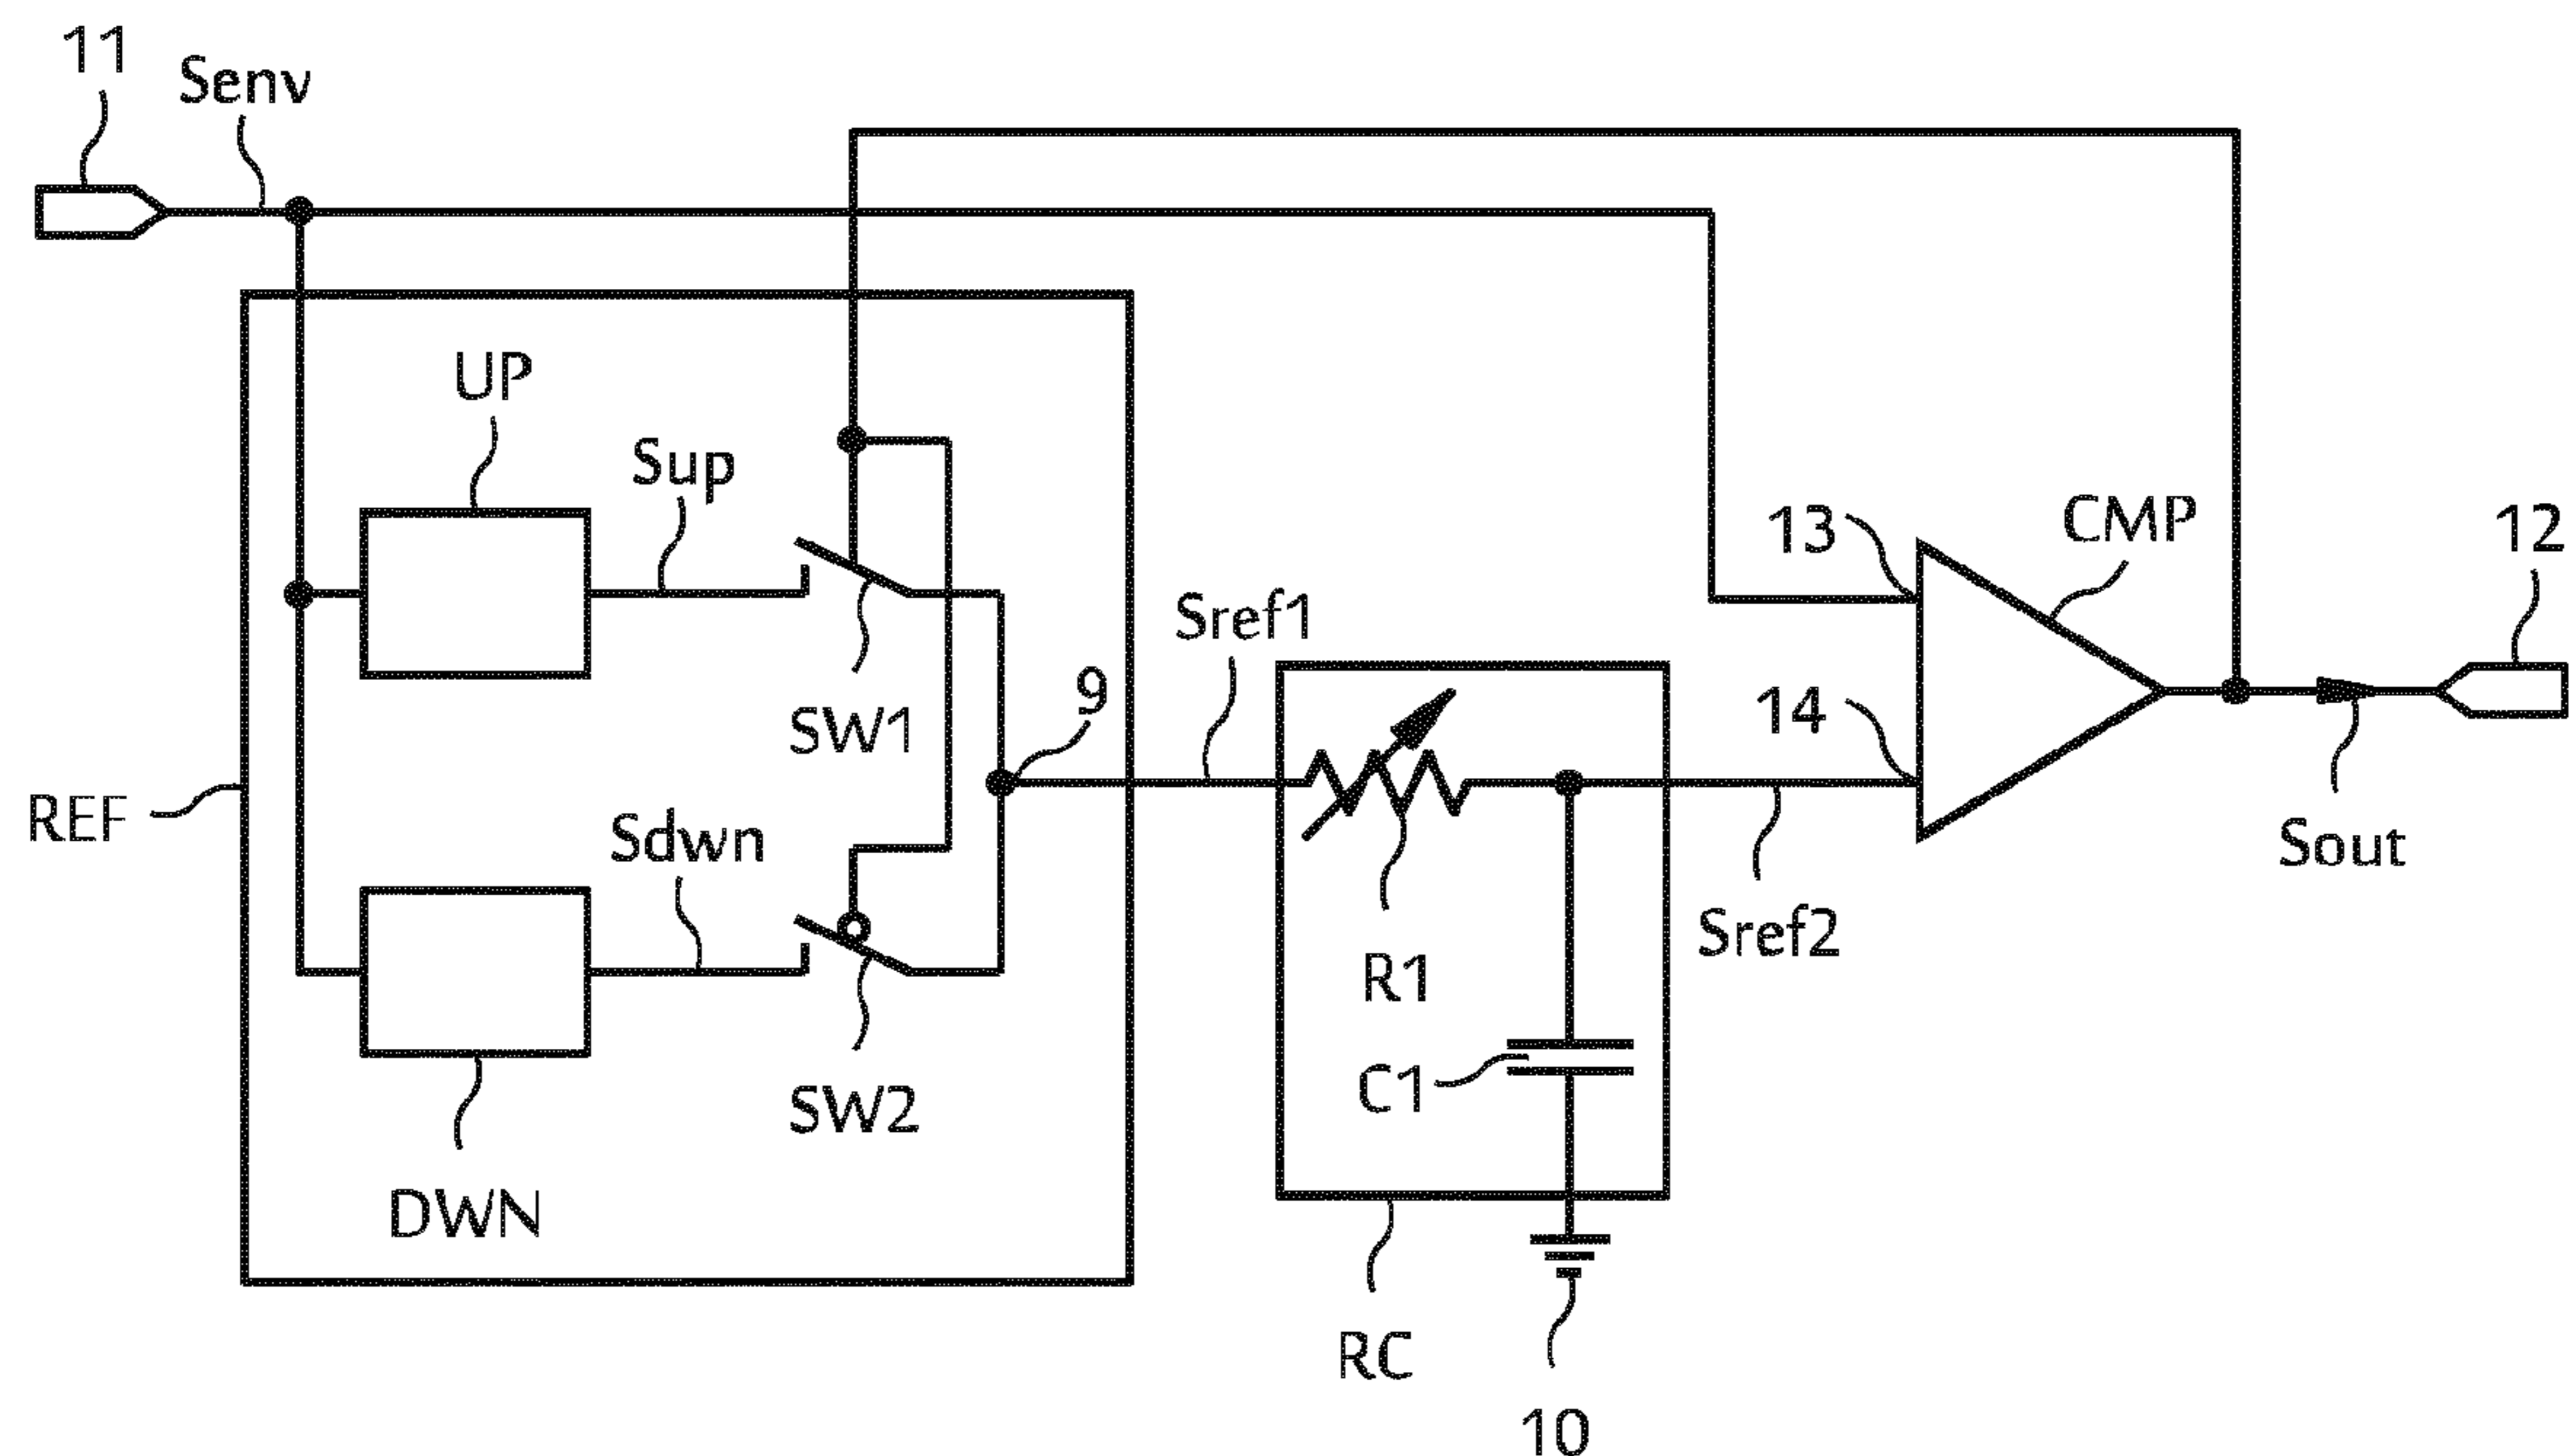 11
Senv
UP
Sup
13
CMP
12
Sref1
9
SW1
14
REF
Sdwn
Sout
Sref2
R1
C1
SW2
DWN
RC
10